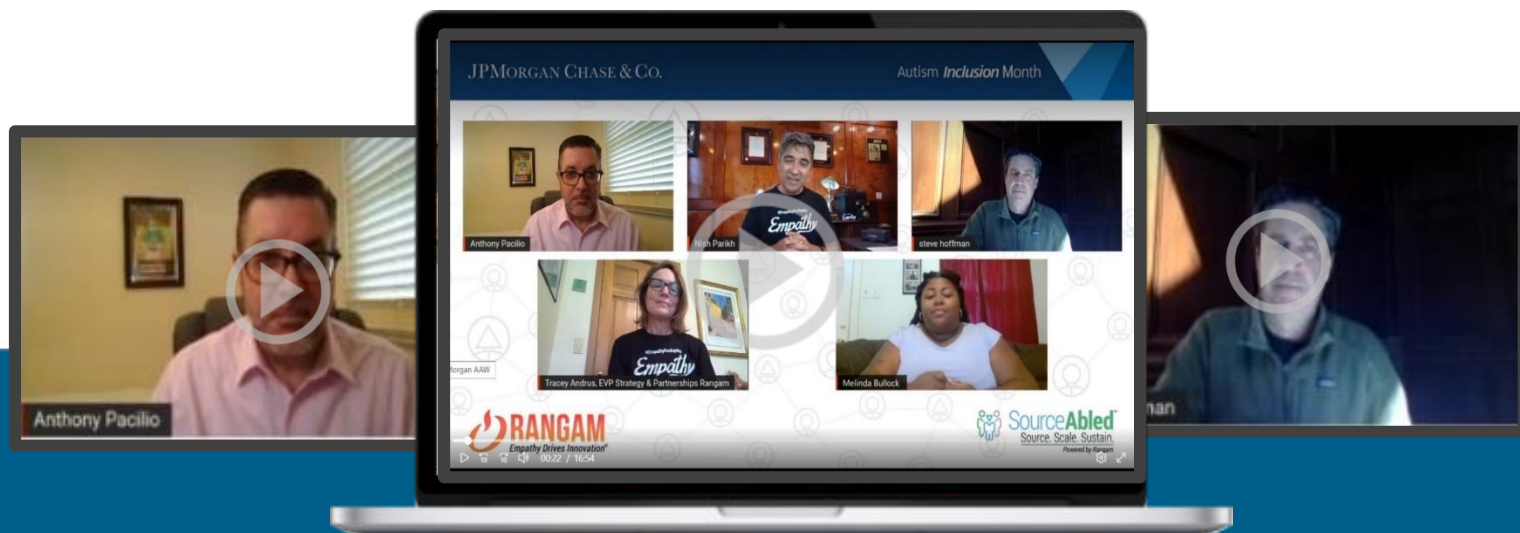 JPMORGAN CHASE & CO.
Autism Inclusion Month
Anthony Pacilio
Nish Parikh
steve hoffman
Empathy
Empathy
Tracey Andrus, EVP Strategy & Partnerships Rangam
Melinda Bullock
Morgan AAW
RANGAM
Empathy Drives Innovation
SourceAbled
Source. Scale. Sustain.
Powered by Rangam
10
10
00:22 / 16:54
Anthony Pacilio
man